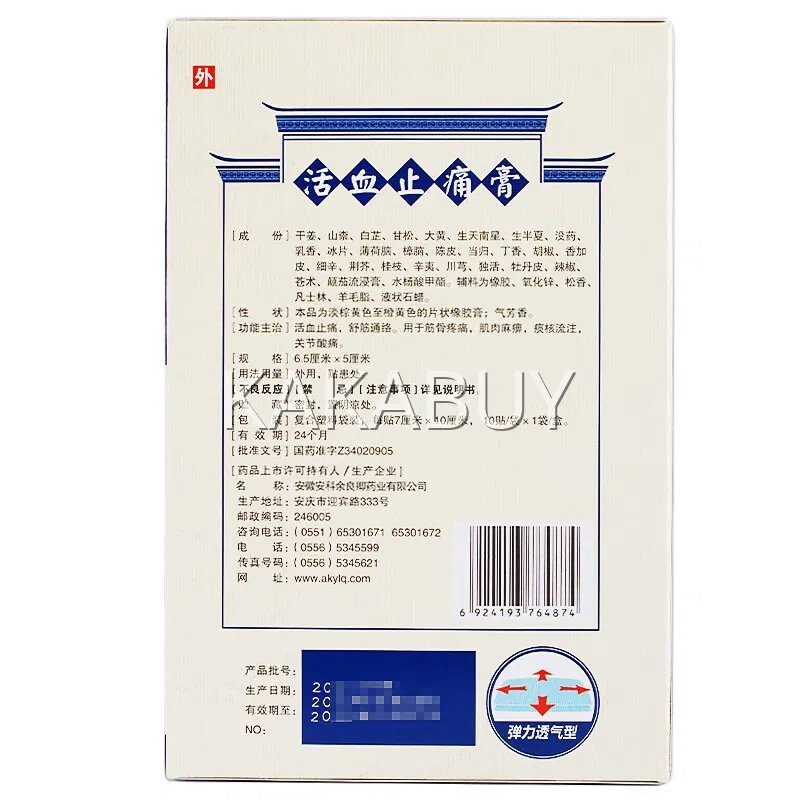 外
活血止痛膏
[成 份] 干姜、山柰、白芷、甘松、大黄、生天南星、生半夏、没药、
乳香、冰片、薄荷脑、樟脑、陈皮、当归、丁香、胡椒、香加
皮、细辛、荆芥、桂枝、辛夷、川芎、独活、牡丹皮、辣椒、
苍术、颠茄流浸膏、水杨酸甲酯。辅料为橡胶、氧化锌、松香、
凡士林、羊毛脂、液状石蜡。
[性 状] 本品为淡棕黄色至橙黄色的片状橡胶膏；气芳香。
[功能主治] 活血止痛，舒筋通络。用于筋骨疼痛，肌肉麻痹，痰核流注，
关节酸痛。
[规 格] 6.5厘米×5厘米
[用法用量] 外用，贴患处。
[不良反应] [禁 忌] [注意事项] 详见说明书。
[贮 藏] 密封，置阴凉处。
KAKABUY
[包 装] 复合塑料袋装，每贴7厘米×10厘米，10贴/袋×1袋/盒。
[有 效 期] 24个月
[批准文号] 国药准字Z34020905
[药品上市许可持有人/生产企业]
名 称：安徽安科余良卿药业有限公司
生产地址：安庆市迎宾路333号
邮政编码：246005
咨询电话：(0551) 65301671 65301672
电 话：(0556) 5345599
传真号码：(0556) 5345621
网 址：www.akylq.com
6 924193 764874
产品批号：
生产日期：20
有效期至：20
NO： 20
弹力透气型